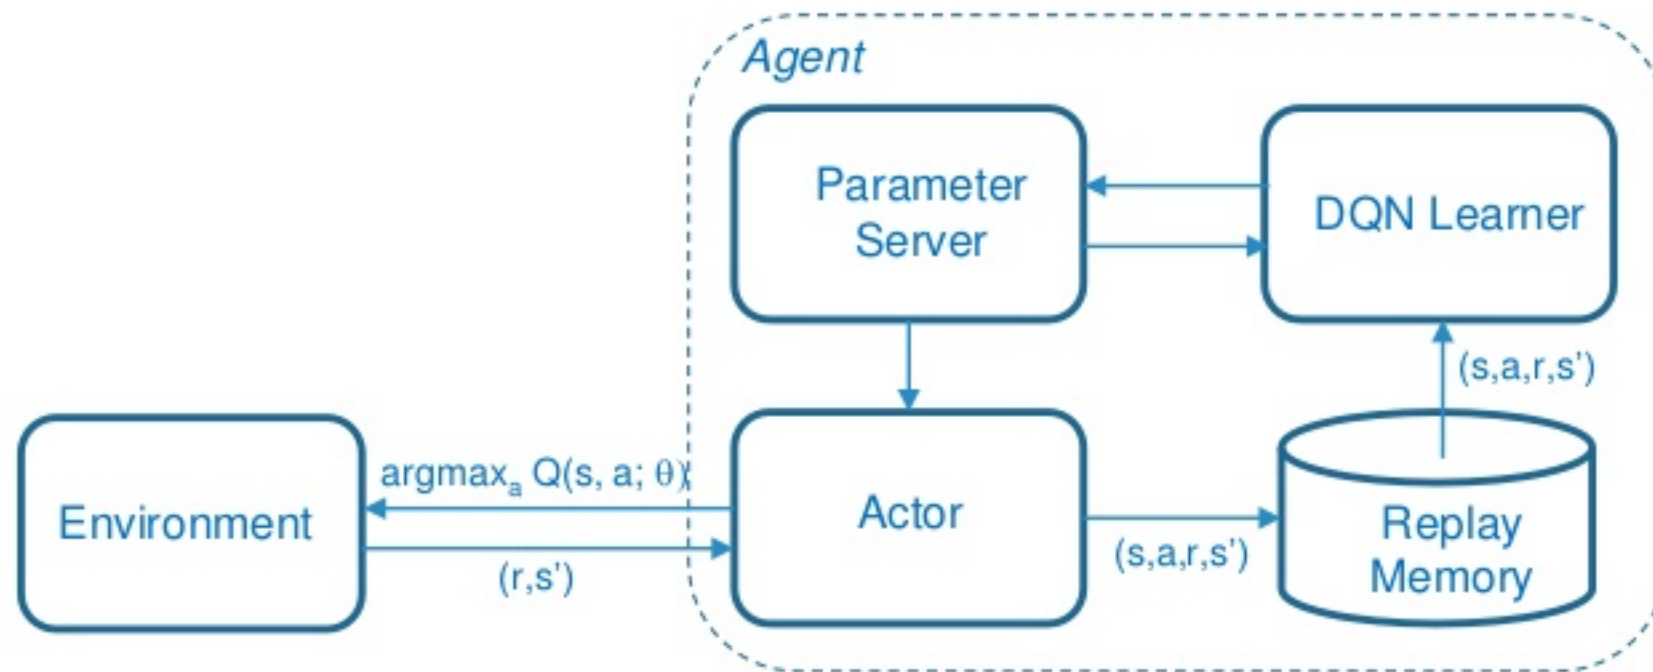 Agent
Parameter
Server
DQN Learner
(s,a,r,s’)
Environment
argmaxₐ Q(s, a; θ)
(r,s’)
Actor
(s,a,r,s’)
Replay
Memory